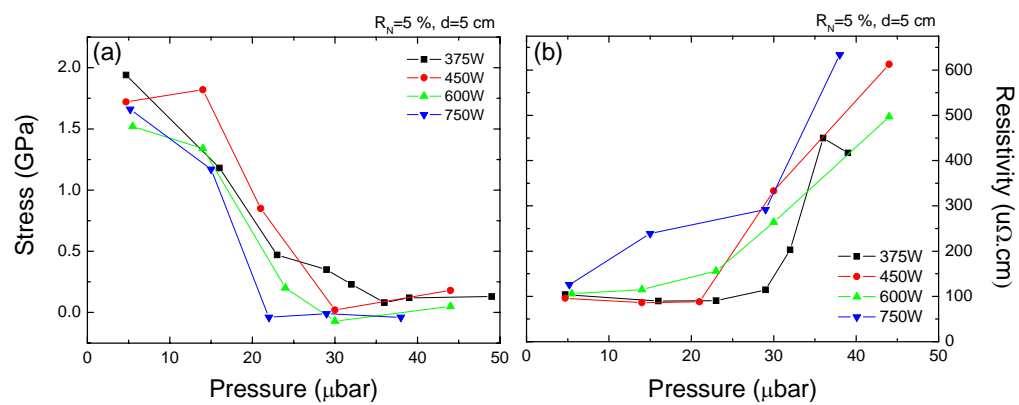 R_N=5 %, d=5 cm
(a)
375W
450W
600W
750W
Stress (GPa)
2.0
1.5
1.0
0.5
0.0
0 10 20 30 40 50
Pressure (μbar)
R_N=5 %, d=5 cm
(b)
375W
450W
600W
750W
600
500
400
300
200
100
0
Resistivity (uΩ.cm)
0 10 20 30 40 50
Pressure (μbar)